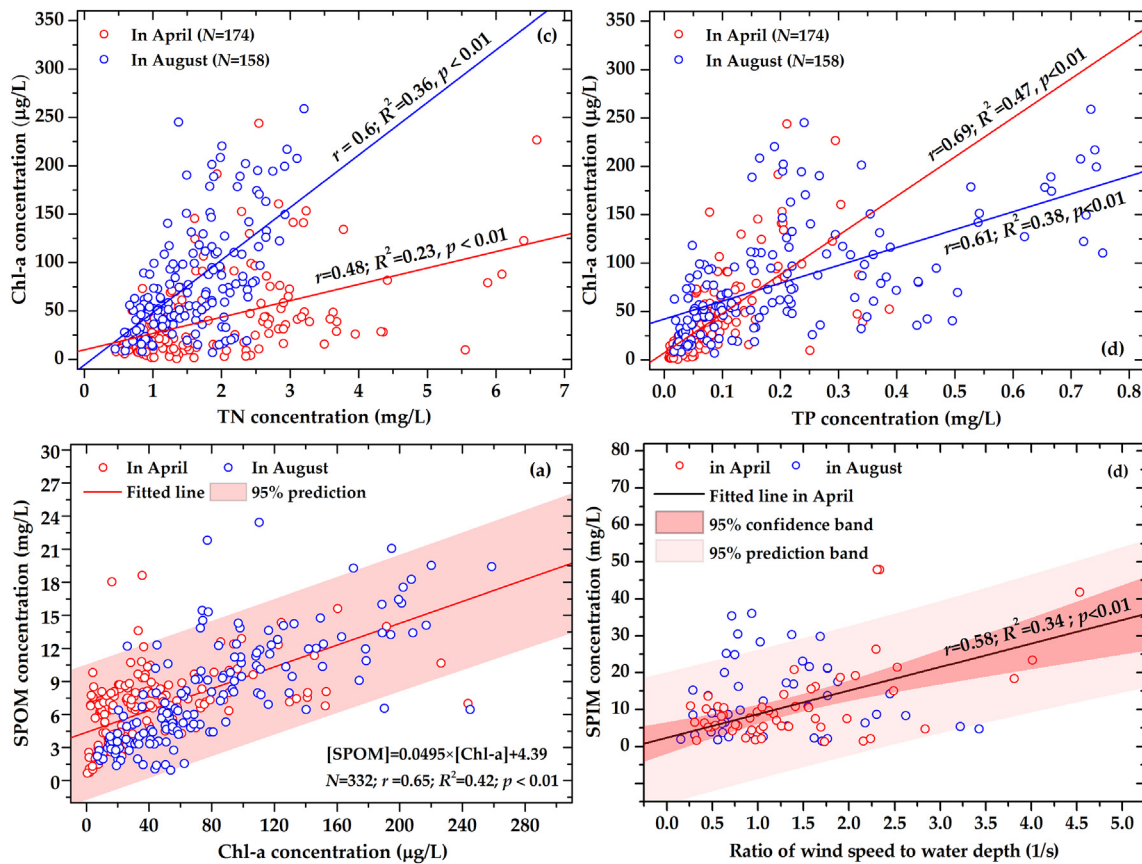 350
300
250
200
150
100
50
0
Chl-a concentration (μg/L)
In April (N=174)
In August (N=158)
(c)
r = 0.6; R²=0.36, p < 0.01
r=0.48; R²=0.23, p < 0.01
0 1 2 3 4 5 6 7
TN concentration (mg/L)
350
300
250
200
150
100
50
0
Chl-a concentration (μg/L)
In April (N=174)
In August (N=158)
r=0.69; R²=0.47, p<0.01
r=0.61; R²=0.38, p<0.01
(d)
0.0 0.1 0.2 0.3 0.4 0.5 0.6 0.7 0.8
TP concentration (mg/L)
30
27
24
21
18
15
12
9
6
3
0
SPOM concentration (mg/L)
In April In August (a)
Fitted line 95% prediction
[SPOM]=0.0495×[Chl-a]+4.39
N=332; r =0.65; R²=0.42; p < 0.01
0 40 80 120 160 200 240 280
Chl-a concentration (μg/L)
80
70
60
50
40
30
20
10
0
SPIM concentration (mg/L)
in April in August (d)
Fitted line in April
95% confidence band
95% prediction band
r=0.58; R²=0.34 ; p<0.01
0.0 0.5 1.0 1.5 2.0 2.5 3.0 3.5 4.0 4.5 5.0
Ratio of wind speed to water depth (1/s)